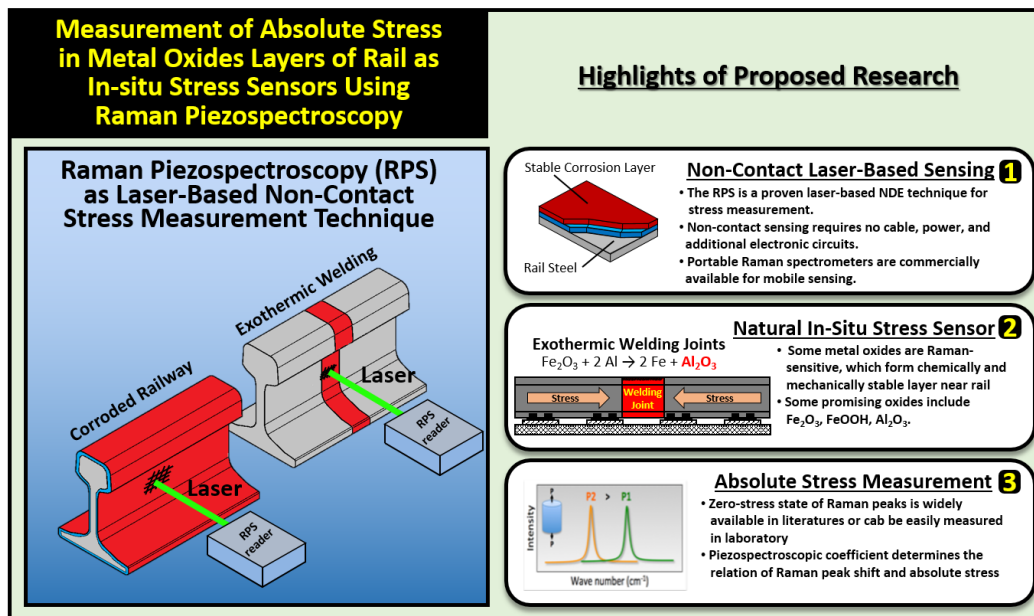 Measurement of Absolute Stress
in Metal Oxides Layers of Rail as
In-situ Stress Sensors Using
Raman Piezospectroscopy
Raman Piezospectroscopy (RPS)
as Laser-Based Non-Contact
Stress Measurement Technique
Exothermic Welding
Laser
RPS
reader
Corroded Railway
Laser
RPS
reader
Highlights of Proposed Research
Non-Contact Laser-Based Sensing 1
Stable Corrosion Layer
Rail Steel
• The RPS is a proven laser-based NDE technique for
stress measurement.
• Non-contact sensing requires no cable, power, and
additional electronic circuits.
• Portable Raman spectrometers are commercially
available for mobile sensing.
Natural In-Situ Stress Sensor 2
Exothermic Welding Joints
Fe₂O₃ + 2 Al → 2 Fe + Al₂O₃
Stress
Welding
Joint
Stress
• Some metal oxides are Raman-
sensitive, which form chemically and
mechanically stable layer near rail
• Some promising oxides include
Fe₂O₃, FeOOH, Al₂O₃.
Absolute Stress Measurement 3
P
P
P2 > P1
Intensity
Wave number (cm⁻¹)
• Zero-stress state of Raman peaks is widely
available in literatures or cab be easily measured
in laboratory
• Piezospectroscopic coefficient determines the
relation of Raman peak shift and absolute stress